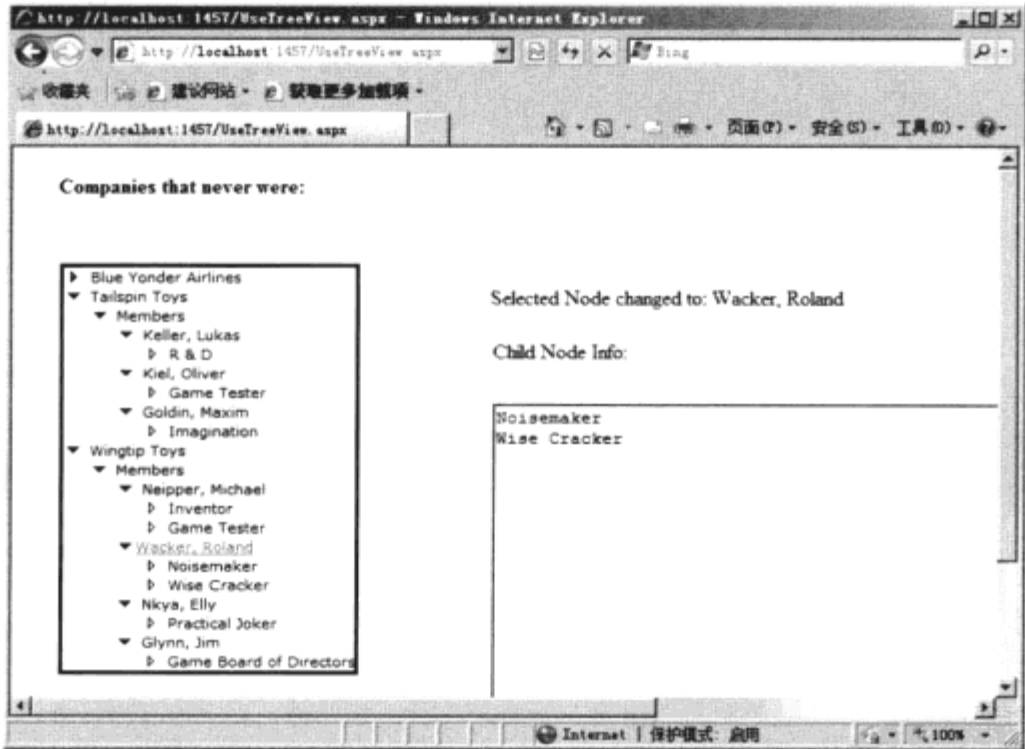 http://localhost:1457/UseTreeView.aspx - Windows Internet Explorer
http://localhost:1457/UseTreeView.aspx
Bing
收藏夹
建议网站
获取更多加载项
http://localhost:1457/UseTreeView.aspx
页面(P)
安全(S)
工具(O)
Companies that never were:
Blue Yonder Airlines
Tailspin Toys
Members
Keller, Lukas
R & D
Kiel, Oliver
Game Tester
Goldin, Maxim
Imagination
Wingtip Toys
Members
Neipper, Michael
Inventor
Game Tester
Wacker, Roland
Noisemaker
Wise Cracker
Nkya, Elly
Practical Joker
Glynn, Jim
Game Board of Directors
Selected Node changed to: Wacker, Roland
Child Node Info:
Noisemaker
Wise Cracker
Internet | 保护模式: 启用
100%